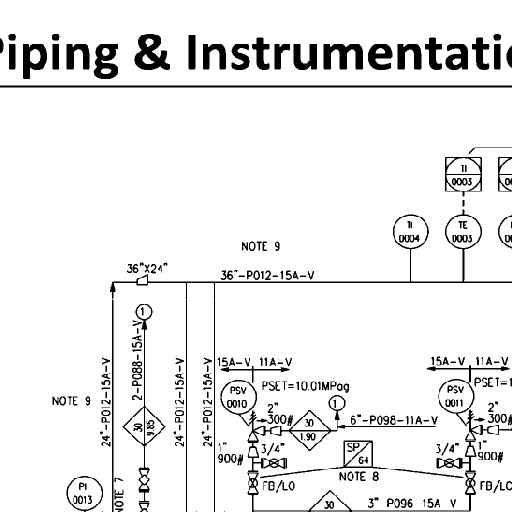 Piping & Instrumentatio
TI
0003
TI
0004
TE
0003
NOTE 9
36"X24"
36"-P012-15A-V
1
15A-V 11A-V
15A-V 11A-V
PSV
0010
PSET=10.01MPag
PSV
0011
PSET=1
NOTE 9
24"-P012-15A-V
2-P088-15A-V
24"-P012-15A-V
24"-P012-15A-V
2"
300#
30
1.90
1
6"-P098-11A-V
2"
300#
30
9.85
1"
900#
3/4"
SP
64
3/4"
1"
900#
NOTE 8
PI
0013
NOTE 7
FB/LO
FB/LC
30
3" P096 15A V